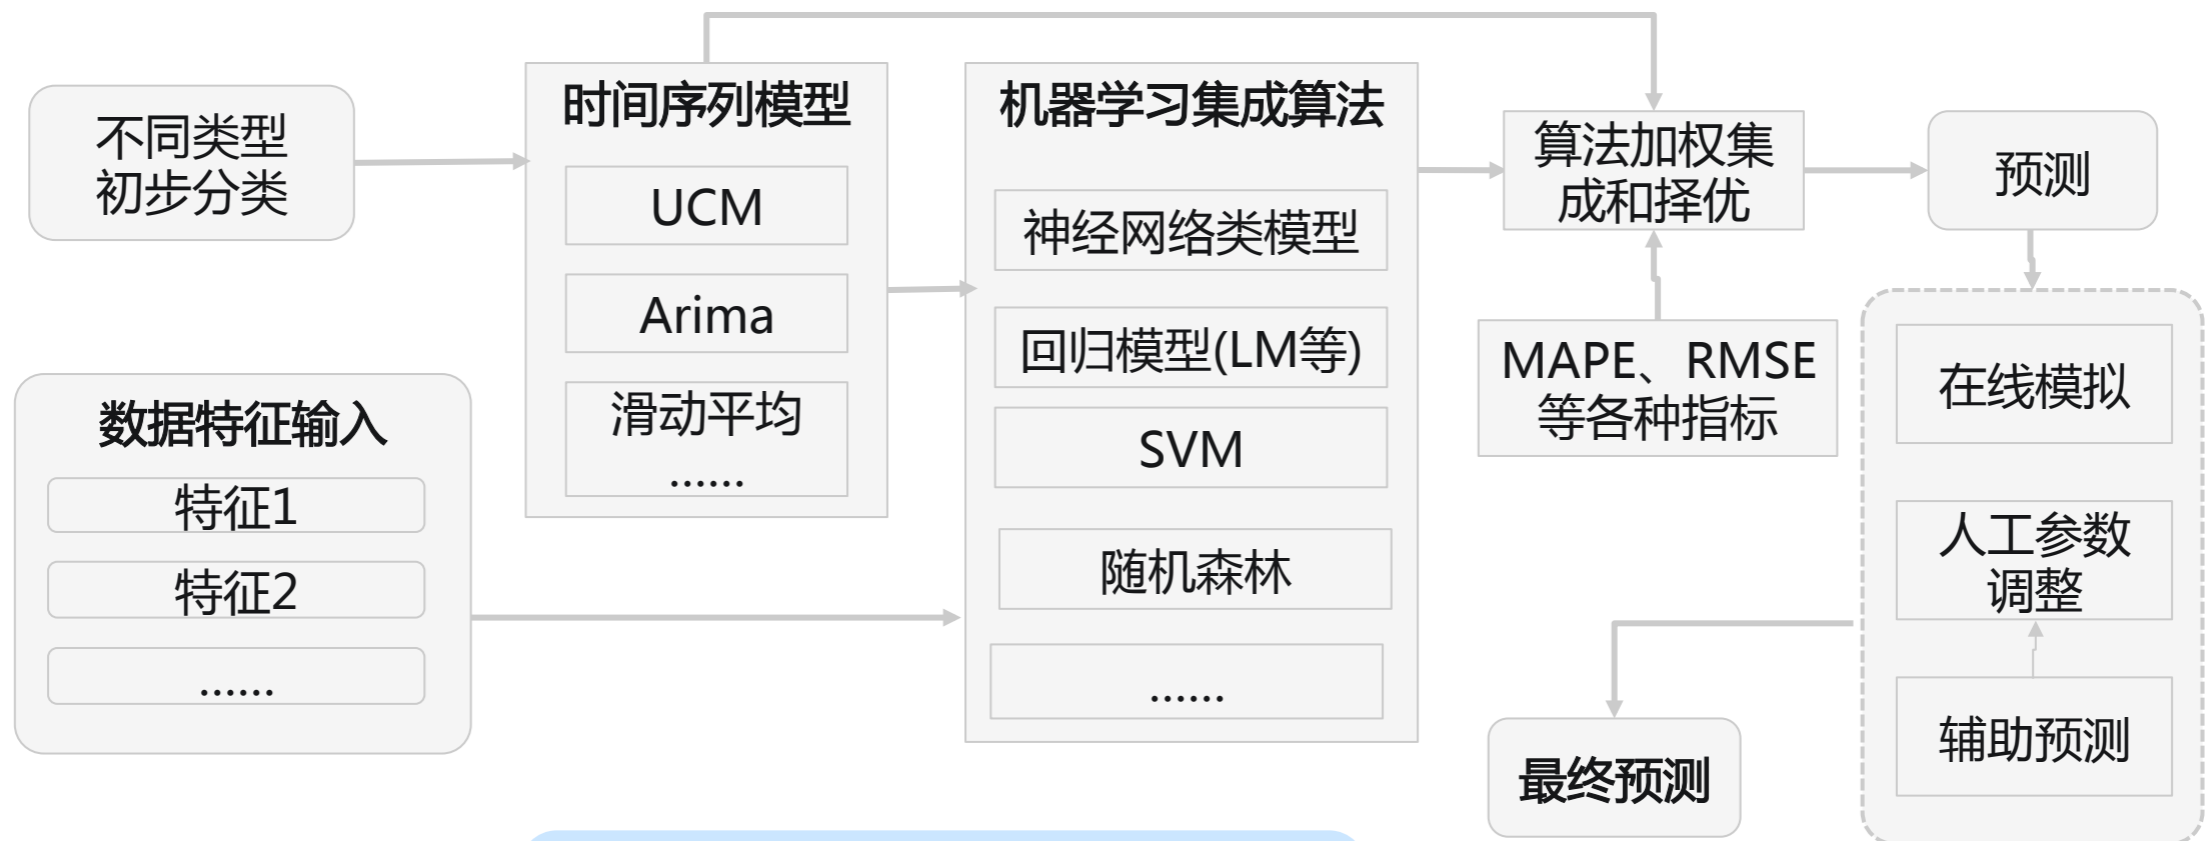 不同类型
初步分类
数据特征输入
特征1
特征2
......
时间序列模型
UCM
Arima
滑动平均
......
机器学习集成算法
神经网络类模型
回归模型(LM等)
SVM
随机森林
......
算法加权集
成和择优
MAPE、RMSE
等各种指标
预测
在线模拟
人工参数
调整
辅助预测
最终预测